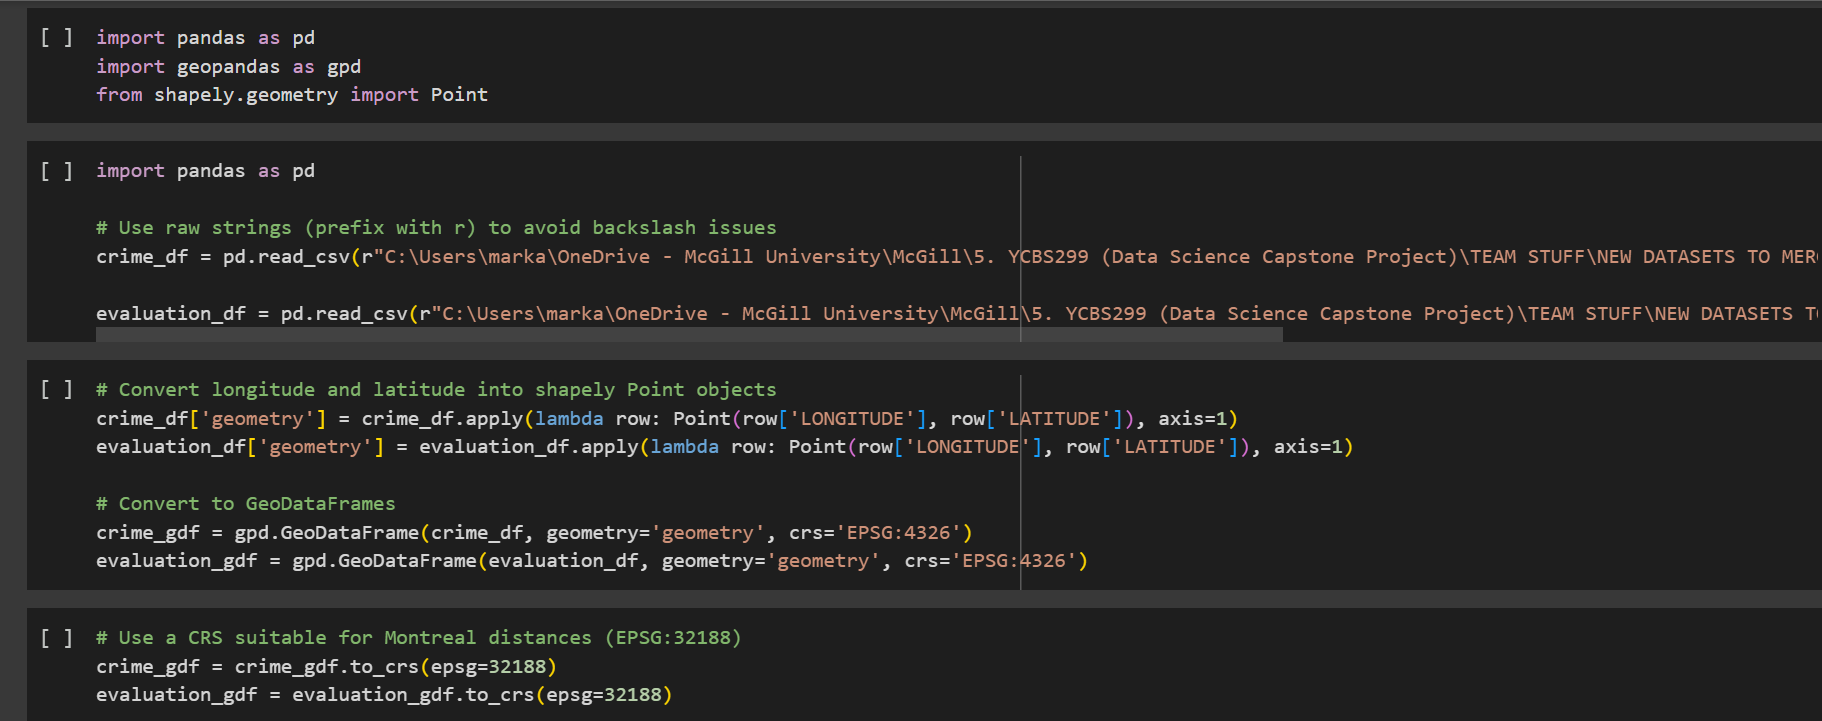 [ ] import pandas as pd
import geopandas as gpd
from shapely.geometry import Point
[ ] import pandas as pd
# Use raw strings (prefix with r) to avoid backslash issues
crime_df = pd.read_csv(r"C:\Users\marka\OneDrive - McGill University\McGill\5. YCBS299 (Data Science Capstone Project)\TEAM STUFF\NEW DATASETS TO
evaluation_df = pd.read_csv(r"C:\Users\marka\OneDrive - McGill University\McGill\5. YCBS299 (Data Science Capstone Project)\TEAM STUFF\NEW DATASETS
[ ] # Convert longitude and latitude into shapely Point objects
crime_df['geometry'] = crime_df.apply(lambda row: Point(row['LONGITUDE'], row['LATITUDE']), axis=1)
evaluation_df['geometry'] = evaluation_df.apply(lambda row: Point(row['LONGITUDE'], row['LATITUDE']), axis=1)
# Convert to GeoDataFrames
crime_gdf = gpd.GeoDataFrame(crime_df, geometry='geometry', crs='EPSG:4326')
evaluation_gdf = gpd.GeoDataFrame(evaluation_df, geometry='geometry', crs='EPSG:4326')
[ ] # Use a CRS suitable for Montreal distances (EPSG:32188)
crime_gdf = crime_gdf.to_crs(epsg=32188)
evaluation_gdf = evaluation_gdf.to_crs(epsg=32188)